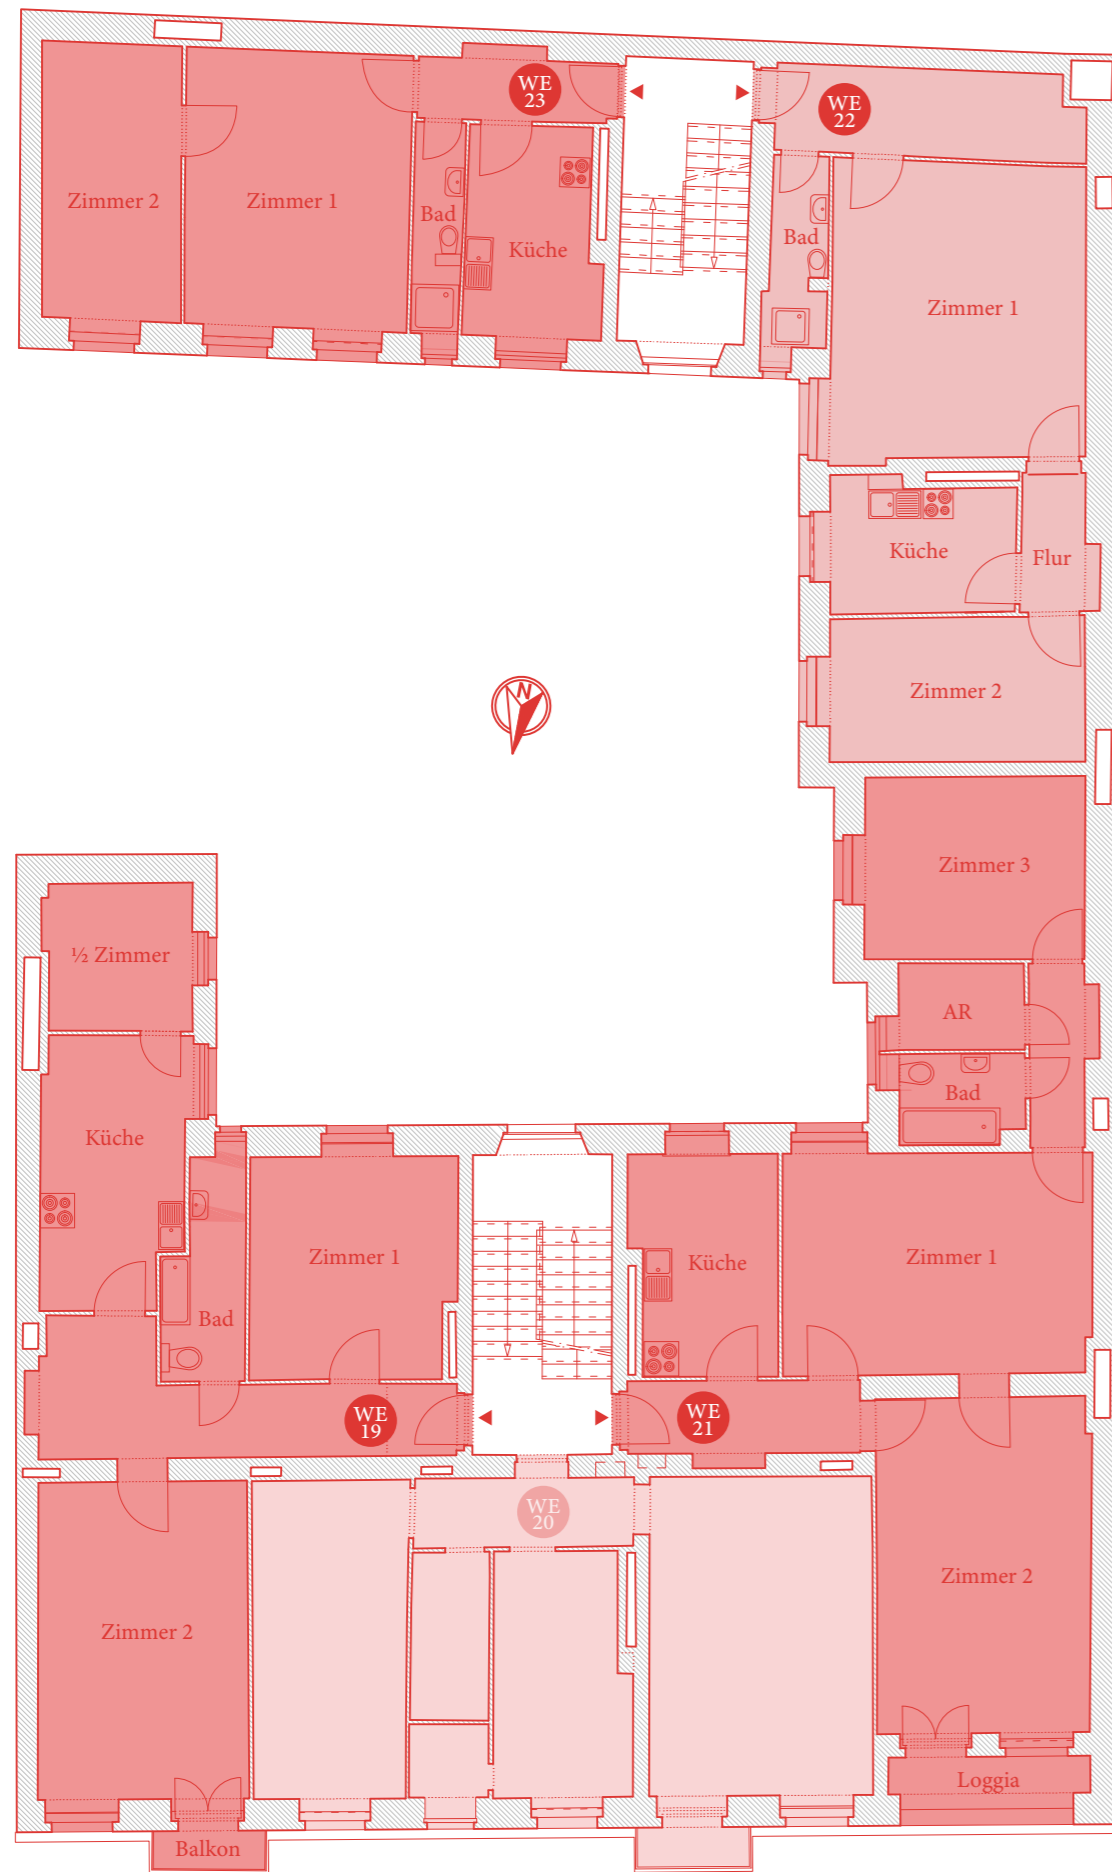 WE
23
WE
22
Zimmer 2
Zimmer 1
Bad
Küche
Bad
Zimmer 1
Küche
Flur
Zimmer 2
N
Zimmer 3
½ Zimmer
AR
Bad
Küche
Zimmer 1
Küche
Zimmer 1
Bad
WE
19
WE
21
WE
20
Zimmer 2
Zimmer 2
Loggia
Balkon